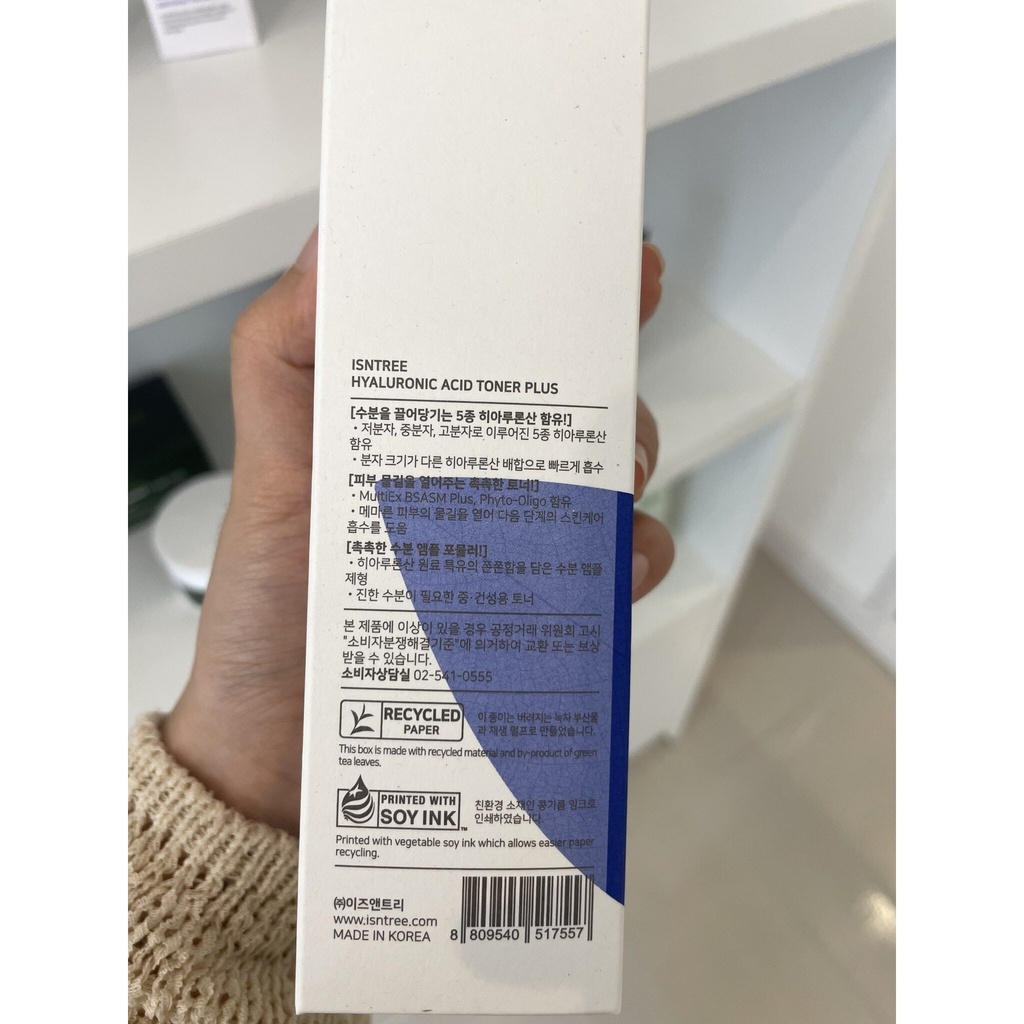 ISNTREE
HYALURONIC ACID TONER PLUS
[수분을 끌어당기는 5종 히아루론산 함유!]
• 저분자, 중분자, 고분자로 이루어진 5종 히아루론산
함유
• 분자 크기가 다른 히아루론산 배합으로 빠르게 흡수
[피부 물길을 열어주는 촉촉한 토너!]
• MultiEx BSASM Plus, Phyto-Oligo 함유
• 메마른 피부의 물길을 열어 다음 단계의 스킨케어
흡수를 도움
[촉촉한 수분 앰플 포뮬러!]
• 히아루론산 원료 특유의 쫀쫀함을 담은 수분 앰플
제형
• 진한 수분이 필요한 중·건성용 토너
본 제품에 이상이 있을 경우 공정거래 위원회 고시
"소비자분쟁해결기준"에 의거하여 교환 또는 보상
받을 수 있습니다.
소비자상담실 02-541-0555
RECYCLED
PAPER
이 종이는 버려지는 녹차 부산물
과 재생 펄프로 만들었습니다.
This box is made with recycled material and by-product of green
tea leaves.
PRINTED WITH
SOY INK™
친환경 소재인 콩기름 잉크로
인쇄하였습니다.
Printed with vegetable soy ink which allows easier paper
recycling.
㈜이즈앤트리
www.isntree.com
MADE IN KOREA
8 809540 517557